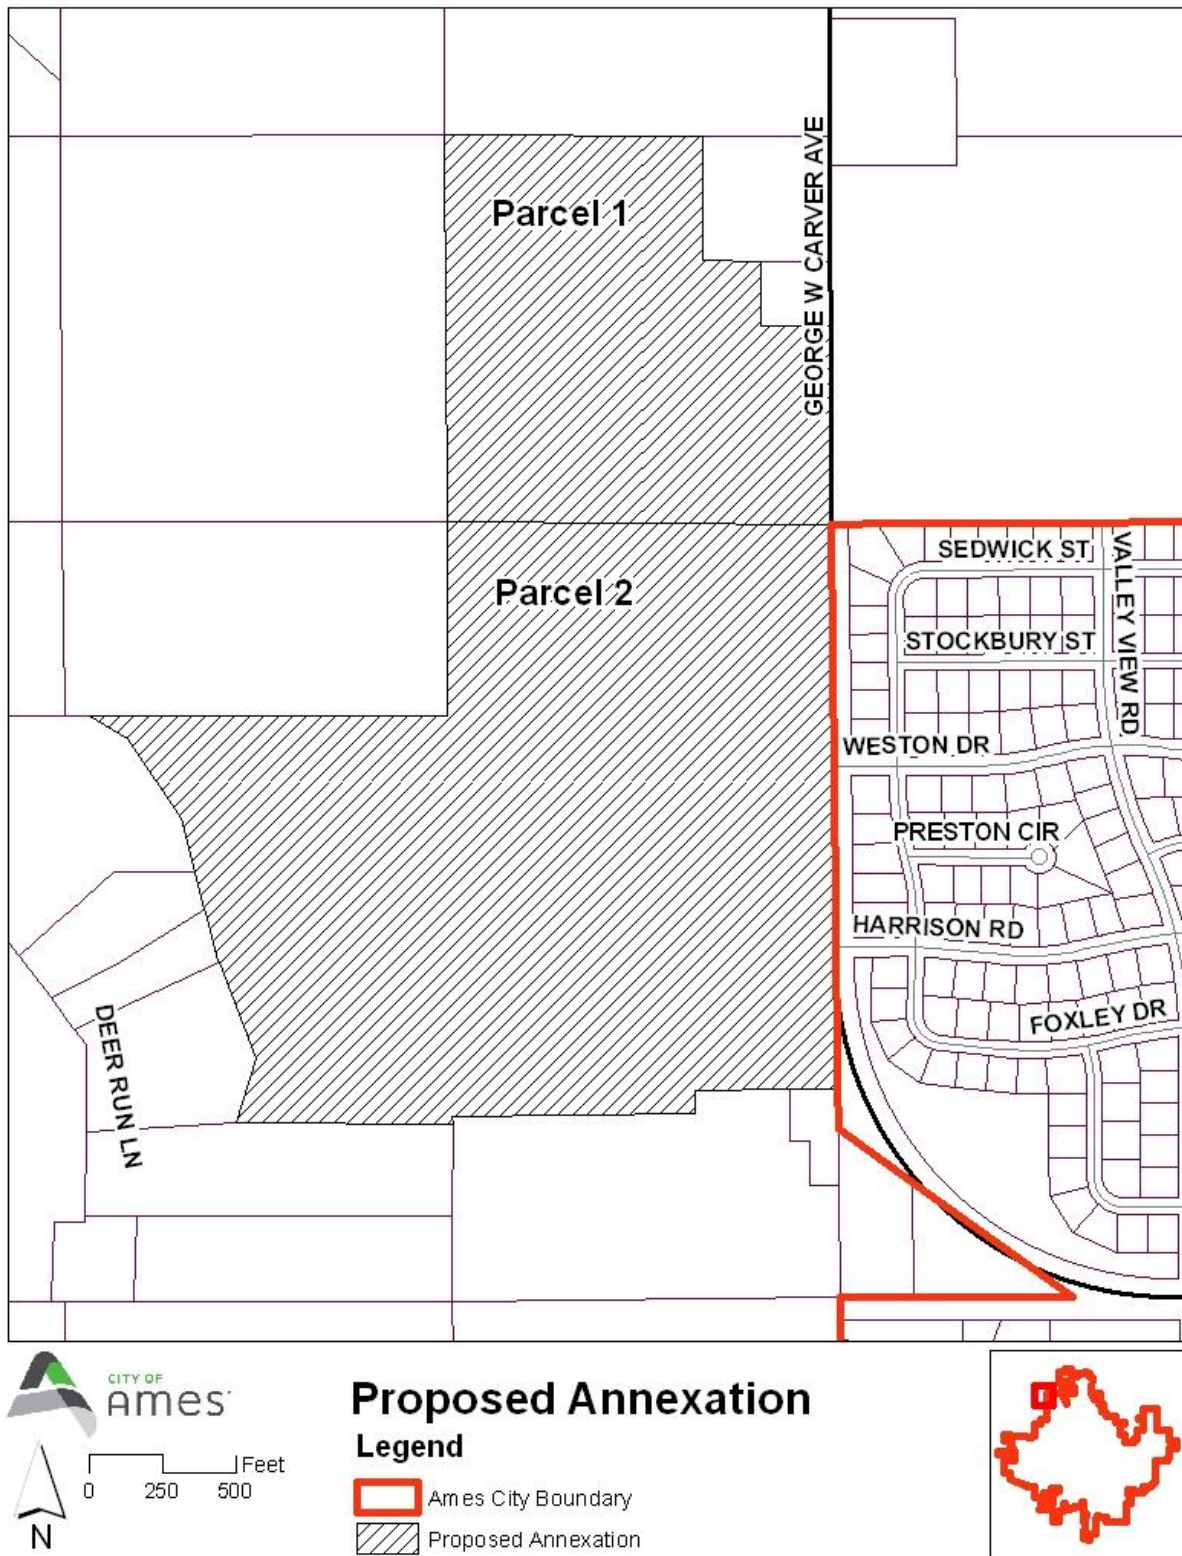 Parcel 1
GEORGE W CARVER AVE
Parcel 2
SEDWICK ST
VALLEY VIEW RD
STOCKBURY ST
WESTON DR
PRESTON CIR
HARRISON RD
FOXLEY DR
DEER RUN LN
CITY OF
Ames
Feet
0 250 500
N
Proposed Annexation
Legend
Ames City Boundary
Proposed Annexation